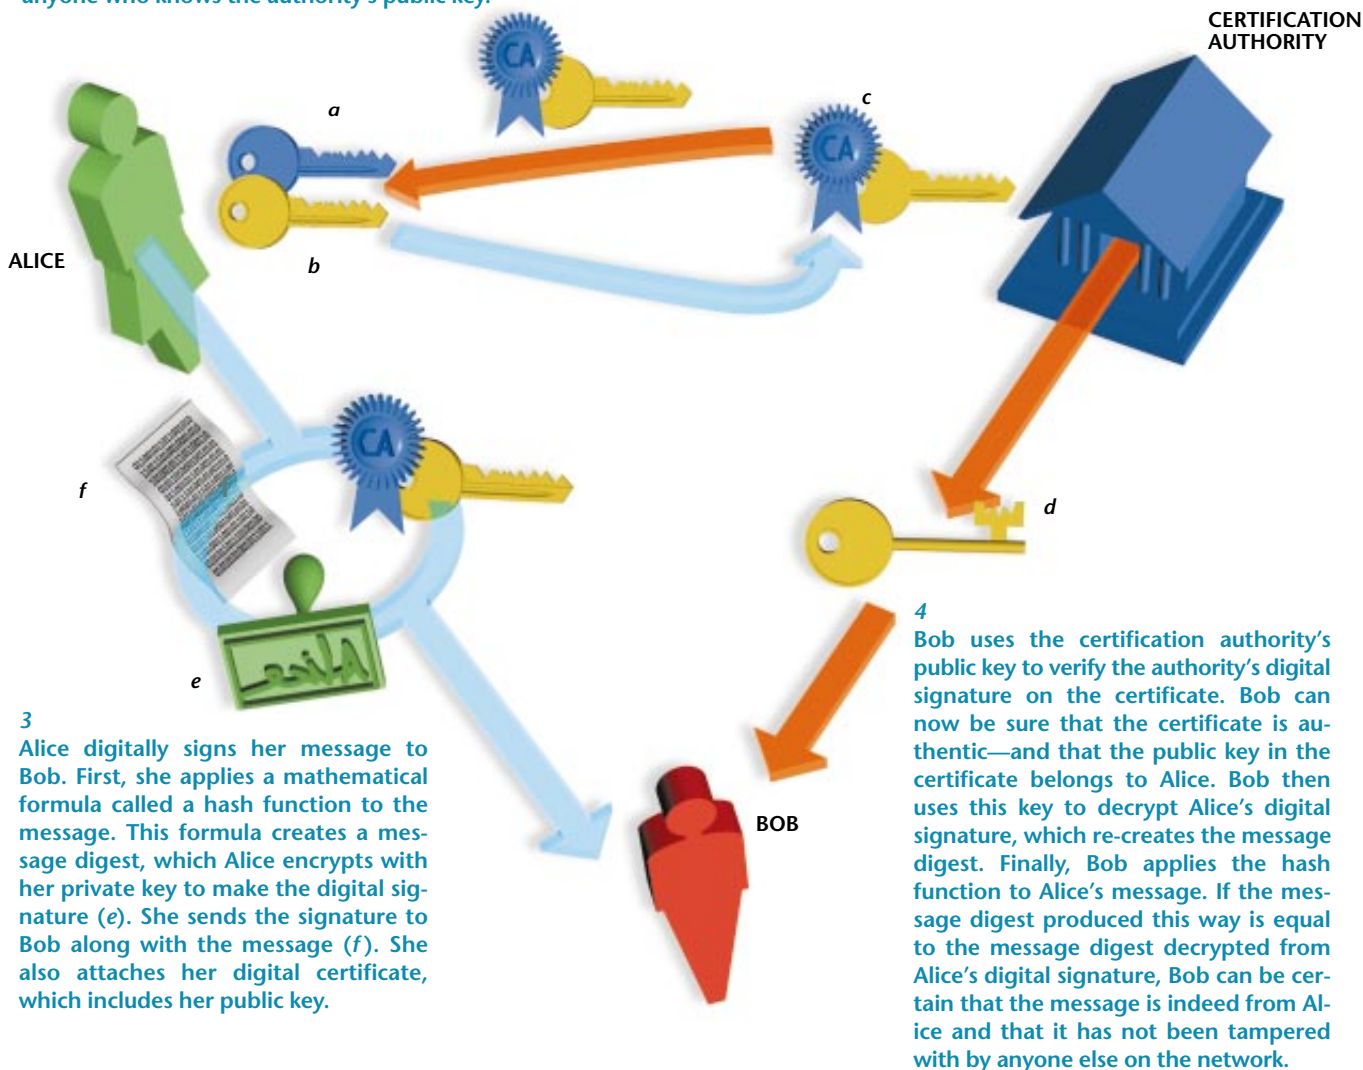 anyone who knows the authority's public key.
CERTIFICATION
AUTHORITY
CA
a
c
CA
b
ALICE
CA
f
d
e
Alice
3
Alice digitally signs her message to
Bob. First, she applies a mathematical
formula called a hash function to the
message. This formula creates a mes-
sage digest, which Alice encrypts with
her private key to make the digital sig-
nature (e). She sends the signature to
Bob along with the message (f). She
also attaches her digital certificate,
which includes her public key.
BOB
4
Bob uses the certification authority's
public key to verify the authority's digital
signature on the certificate. Bob can
now be sure that the certificate is au-
thentic—and that the public key in the
certificate belongs to Alice. Bob then
uses this key to decrypt Alice's digital
signature, which re-creates the message
digest. Finally, Bob applies the hash
function to Alice's message. If the mes-
sage digest produced this way is equal
to the message digest decrypted from
Alice's digital signature, Bob can be cer-
tain that the message is indeed from Al-
ice and that it has not been tampered
with by anyone else on the network.